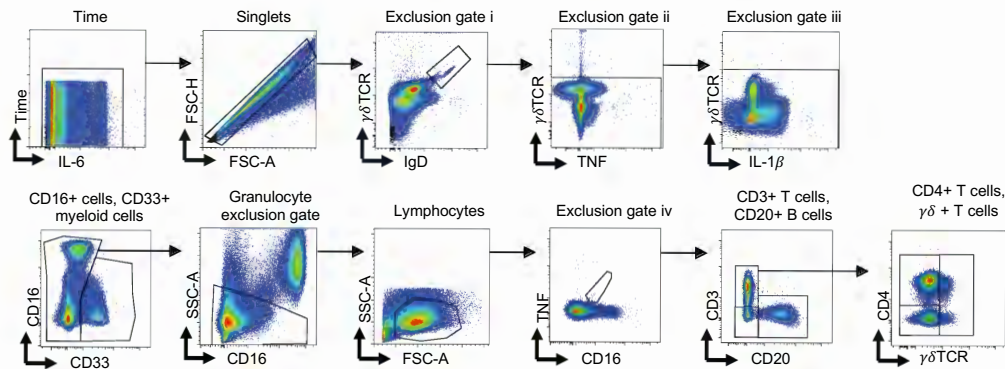 Time
Singlets
Exclusion gate i
Exclusion gate ii
Exclusion gate iii
Time
IL-6
FSC-H
FSC-A
γδTCR
IgD
γδTCR
TNF
γδTCR
IL-1β
CD16+ cells, CD33+
myeloid cells
Granulocyte
exclusion gate
Lymphocytes
Exclusion gate iv
CD3+ T cells,
CD20+ B cells
CD4+ T cells,
γδ + T cells
CD16
CD33
SSC-A
CD16
SSC-A
FSC-A
TNF
CD16
CD3
CD20
CD4
γδTCR